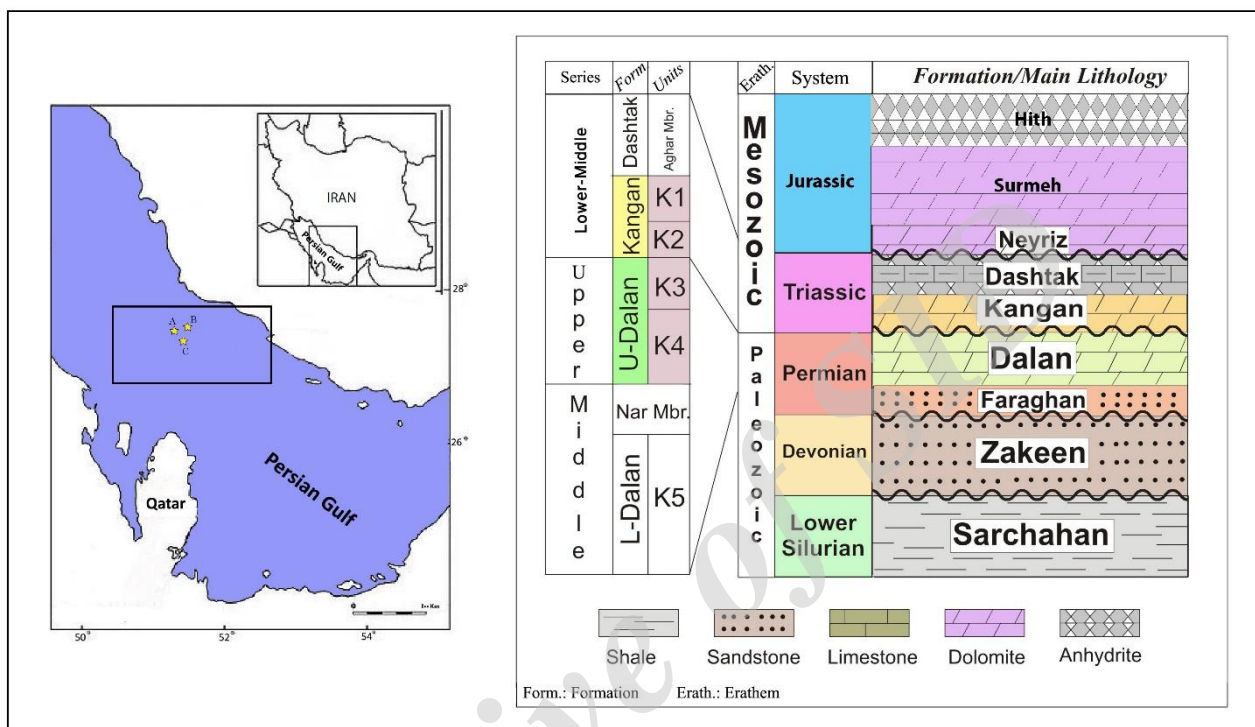 IRAN
Persian Gulf
28°
A
B
C
26°
Persian Gulf
Qatar
50°
52°
54°
Series
Form.
Units
Lower-Middle
Dashtak
Aghar Mbr.
Kangan
K1
K2
Upper
U-Dalan
K3
K4
Middle
Nar Mbr.
L-Dalan
K5
Erath.
System
Formation/Main Lithology
Mesozoic
Jurassic
Hith
Surmeh
Neyriz
Triassic
Dashtak
Kangan
Paleozoic
Permian
Dalan
Faraghan
Devonian
Zakeen
Lower
Silurian
Sarchahan
Shale
Sandstone
Limestone
Dolomite
Anhydrite
Form.: Formation
Erath.: Erathem
ive of SID